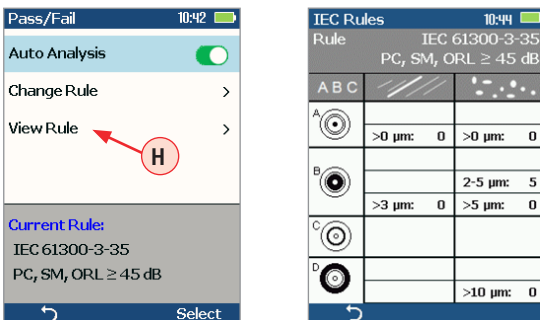 Pass/Fail 10:42
Auto Analysis
Change Rule >
View Rule >
H
Current Rule:
IEC 61300-3-35
PC, SM, ORL ≥ 45 dB
Select
IEC Rules 10:44
Rule IEC 61300-3-35
PC, SM, ORL ≥ 45 dB
A B C
A
>0 µm: 0 >0 µm: 0
B
2-5 µm: 5
>3 µm: 0 >5 µm: 0
C
D
>10 µm: 0